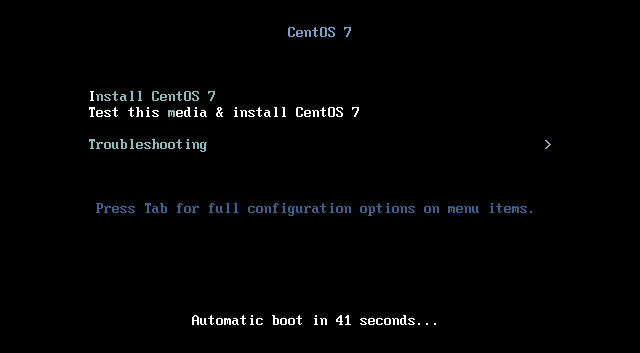 CentOS 7
Install CentOS 7
Test this media & install CentOS 7
Troubleshooting >
Press Tab for full configuration options on menu items.
Automatic boot in 41 seconds...